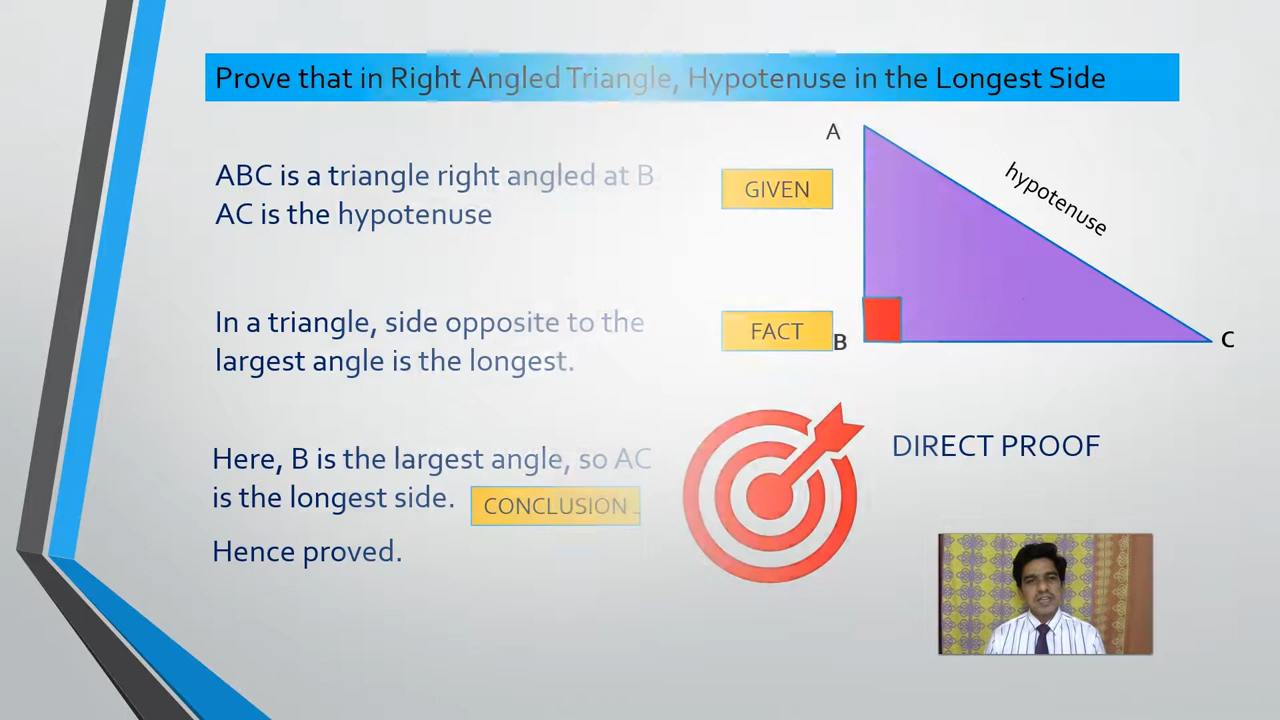 Prove that in Right Angled Triangle, Hypotenuse in the Longest Side
ABC is a triangle right angled at B
AC is the hypotenuse
GIVEN
A
hypotenuse
In a triangle, side opposite to the
largest angle is the longest.
FACT
B
C
Here, B is the largest angle, so AC
is the longest side.
CONCLUSION
Hence proved.
DIRECT PROOF